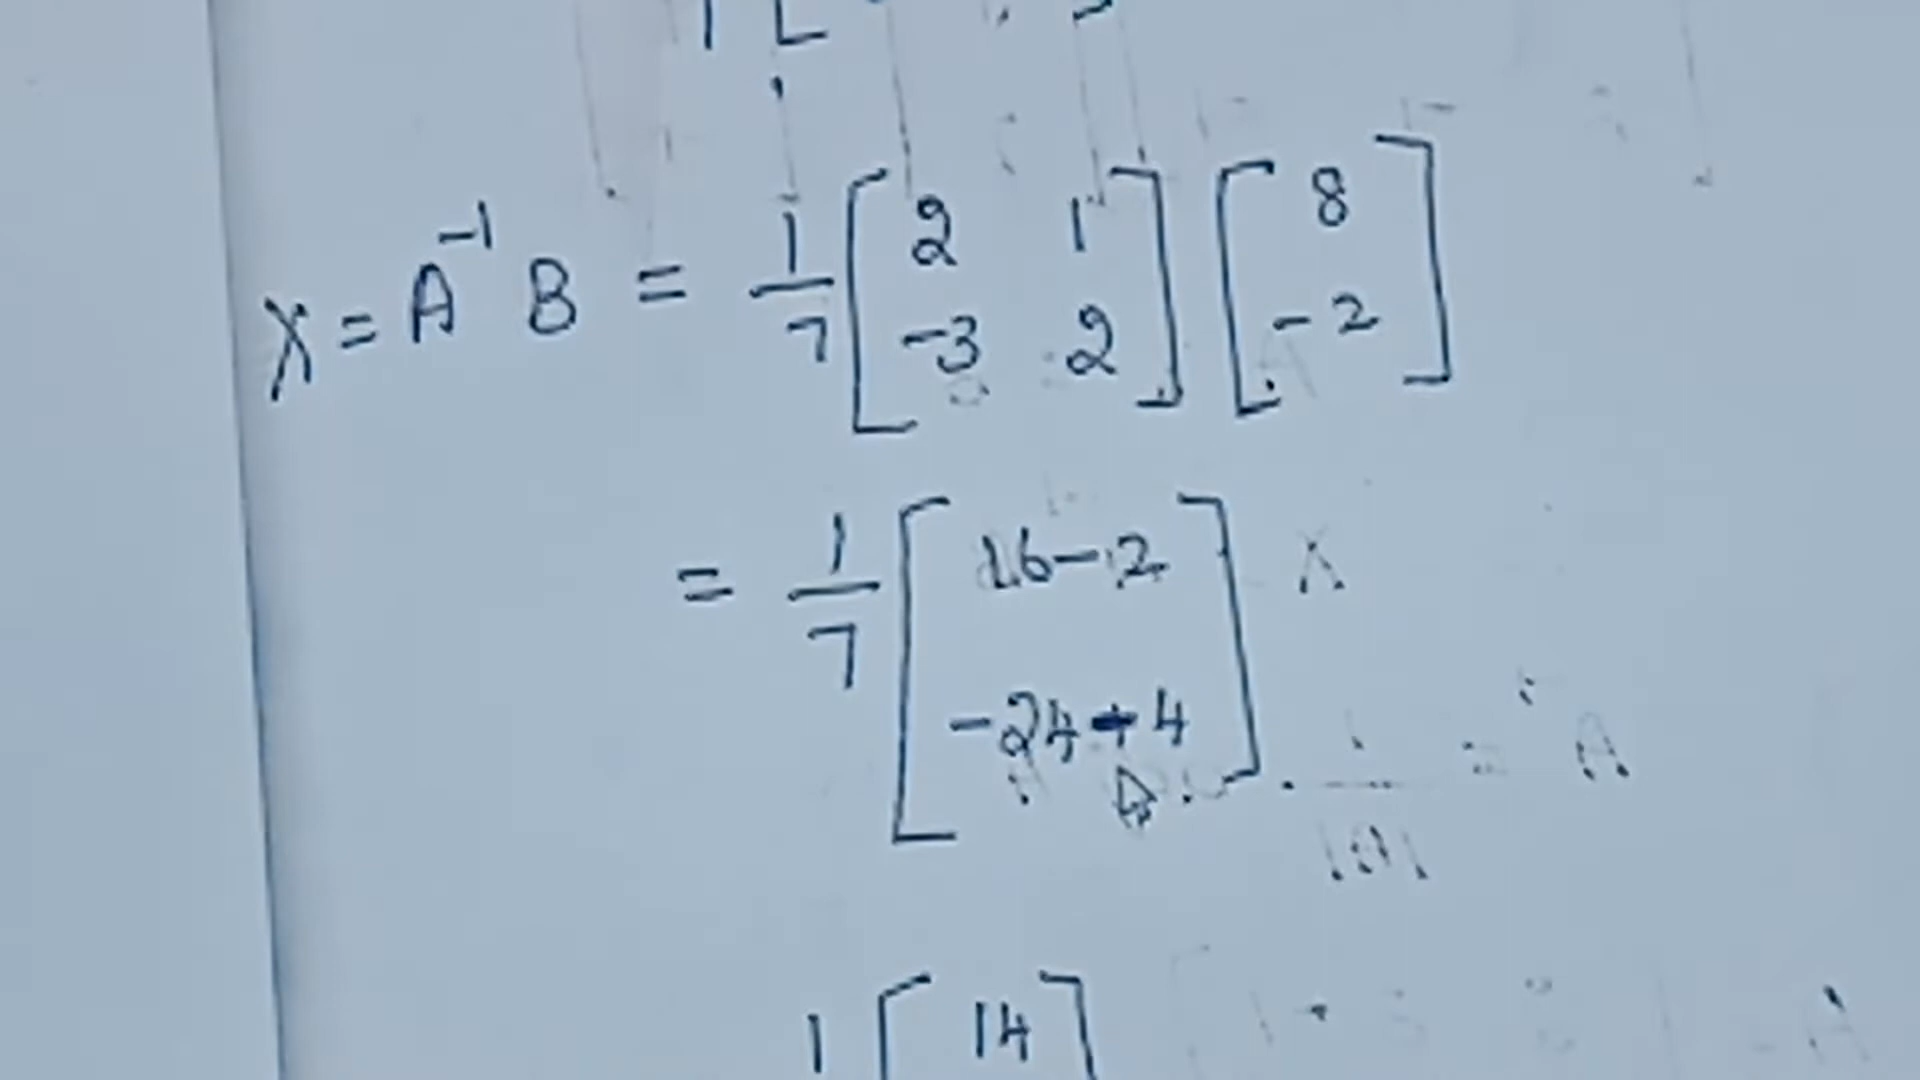 X = A⁻¹ B = 1/7 [ 2 1 ; -3 2 ] [ 8 ; -2 ]
= 1/7 [ 16-2 ; -24+4 ]
1 [ 14 ]